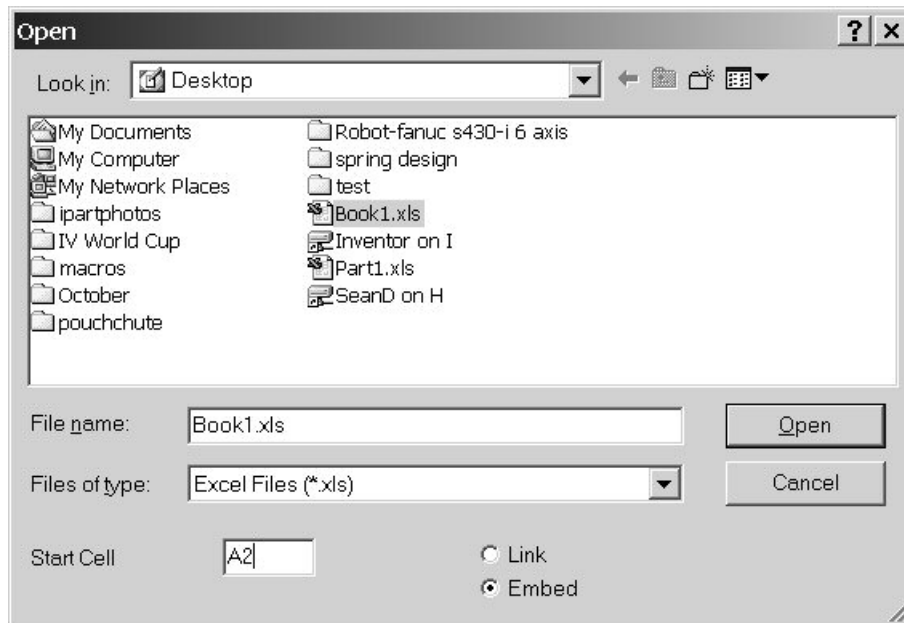 Open
Look in: Desktop
My Documents
My Computer
My Network Places
ipartphotos
IV World Cup
macros
October
pouchchute
Robot-fanuc s430-i 6 axis
spring design
test
Book1.xls
Inventor on I
Part1.xls
SeanD on H
File name: Book1.xls Open
Files of type: Excel Files (*.xls) Cancel
Start Cell A2 Link
Embed